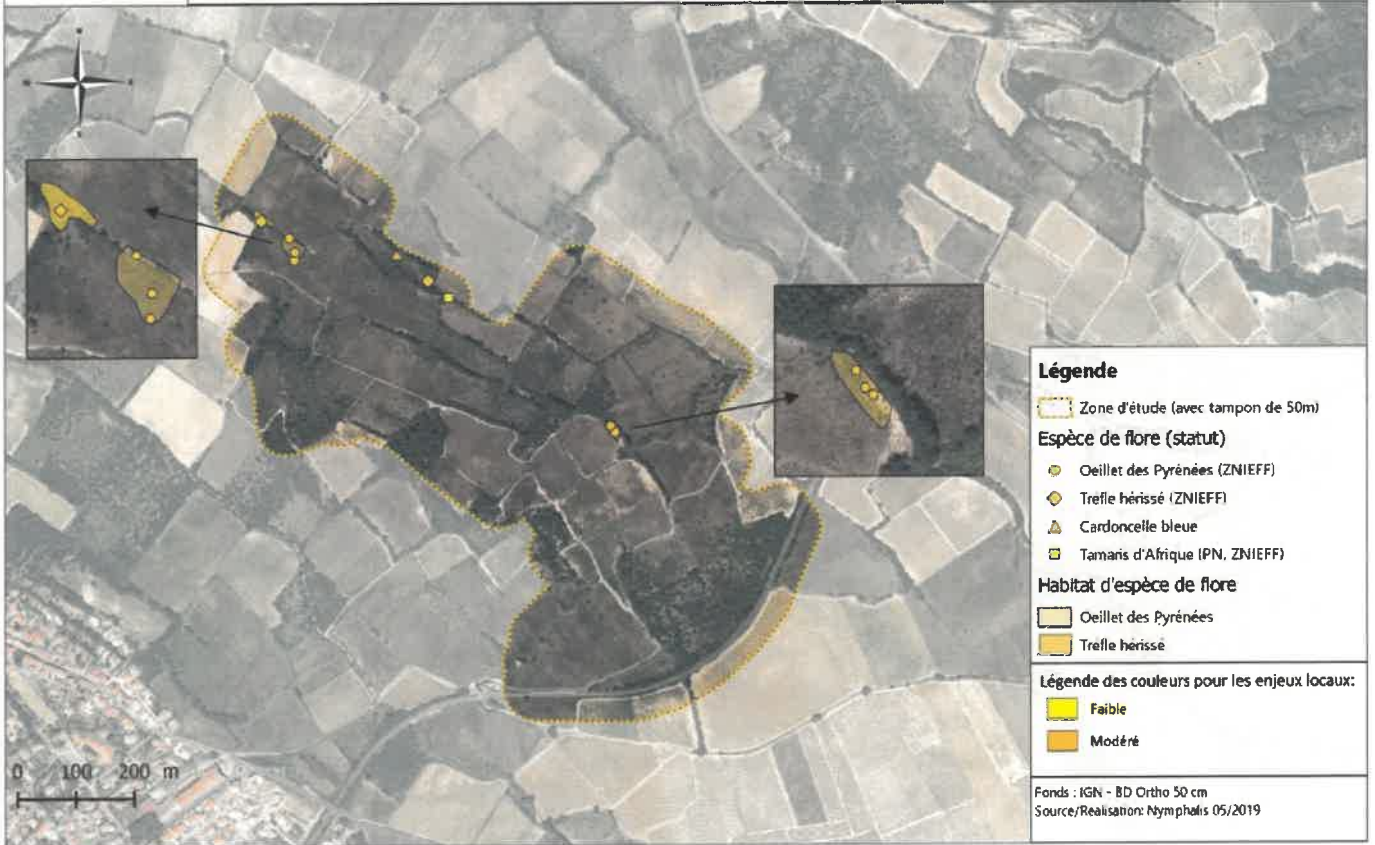 Légende
Zone d'étude (avec tampon de 50m)
Espèce de flore (statut)
Oeillet des Pyrénées (ZNIEFF)
Trèfle hérissé (ZNIEFF)
Cardoncelle bleue
Tamaris d'Afrique (PN, ZNIEFF)
Habitat d'espèce de flore
Oeillet des Pyrénées
Trèfle hérissé
Légende des couleurs pour les enjeux locaux:
Faible
Modéré
0 100 200 m
Fonds : IGN - BD Ortho 50 cm
Source/Réalisation: Nymphalis 05/2019